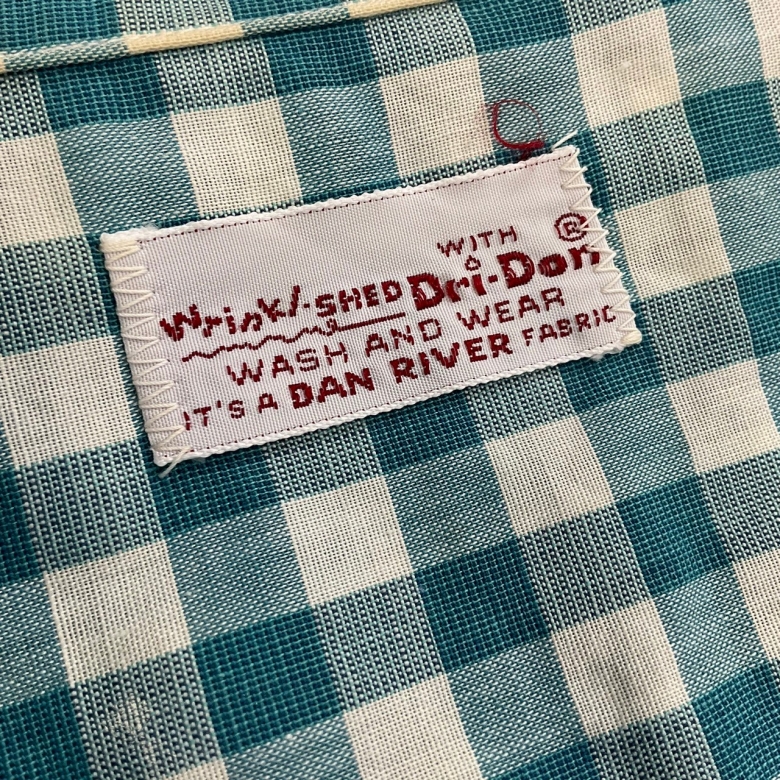 WITH
Wrinkl-SHED Dri-Don ®
WASH AND WEAR
IT'S A DAN RIVER FABRIC